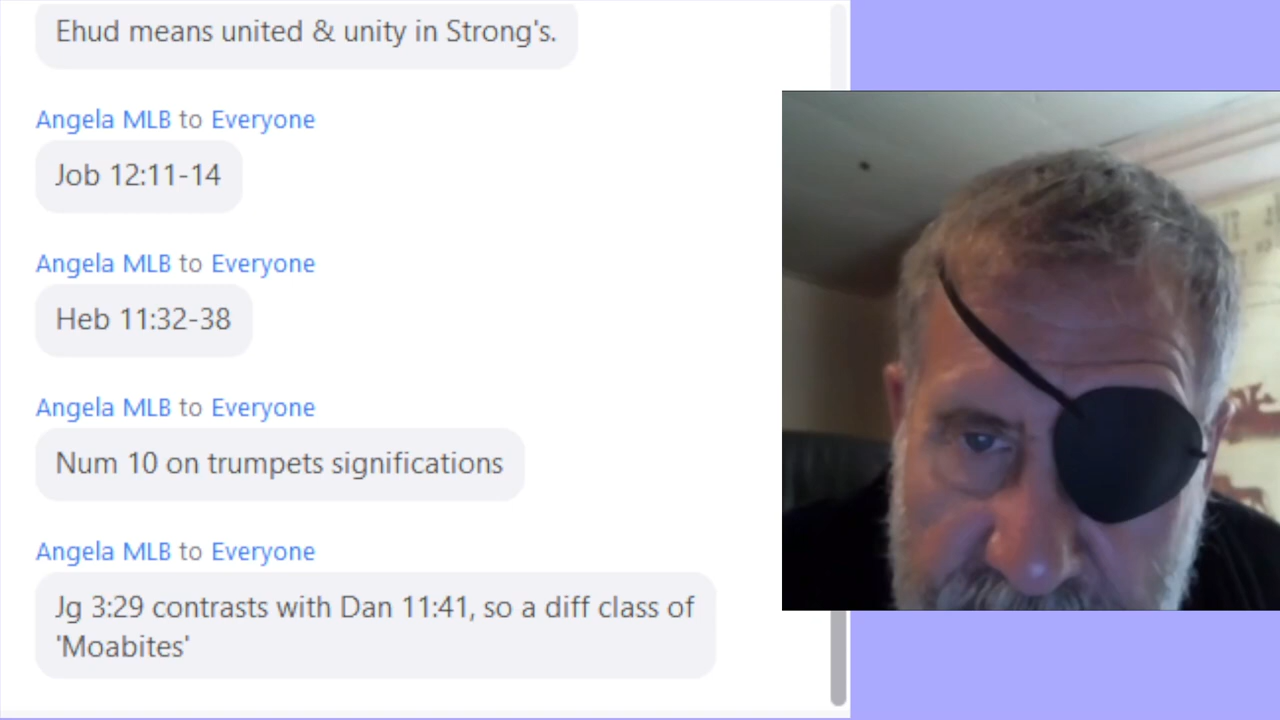 Ehud means united & unity in Strong's.
Angela MLB to Everyone
Job 12:11-14
Angela MLB to Everyone
Heb 11:32-38
Angela MLB to Everyone
Num 10 on trumpets significations
Angela MLB to Everyone
Jg 3:29 contrasts with Dan 11:41, so a diff class of
'Moabites'